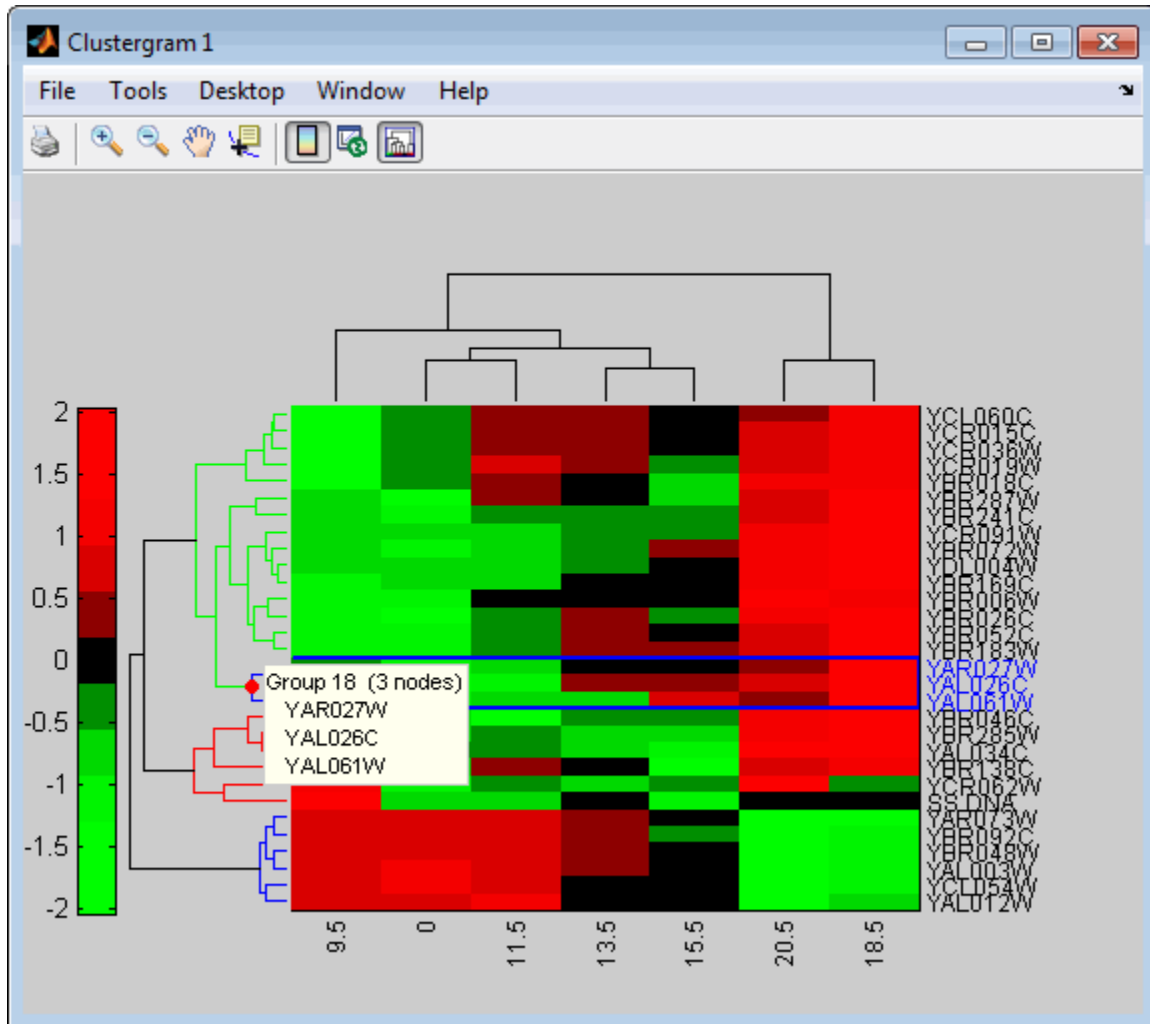 Clustergram 1
File Tools Desktop Window Help
2
1.5
1
0.5
0
-0.5
-1
-1.5
-2
Group 18 (3 nodes)
YAR027W
YAL026C
YAL061W
YCL060C
YCR015C
YCR036W
YCR019W
YBR018C
YBR287W
YBR241C
YCR091W
YBR072W
YDL004W
YBR169C
YBR006W
YBR026C
YBR052C
YBR183W
YAR027W
YAL026C
YAL061W
YBR046C
YBR285W
YAL034C
YBR138C
YCR062W
SS DNA
YAR073W
YBR092C
YBR048W
YAL003W
YCL054W
YAL012W
9.5 0 11.5 13.5 15.5 20.5 18.5